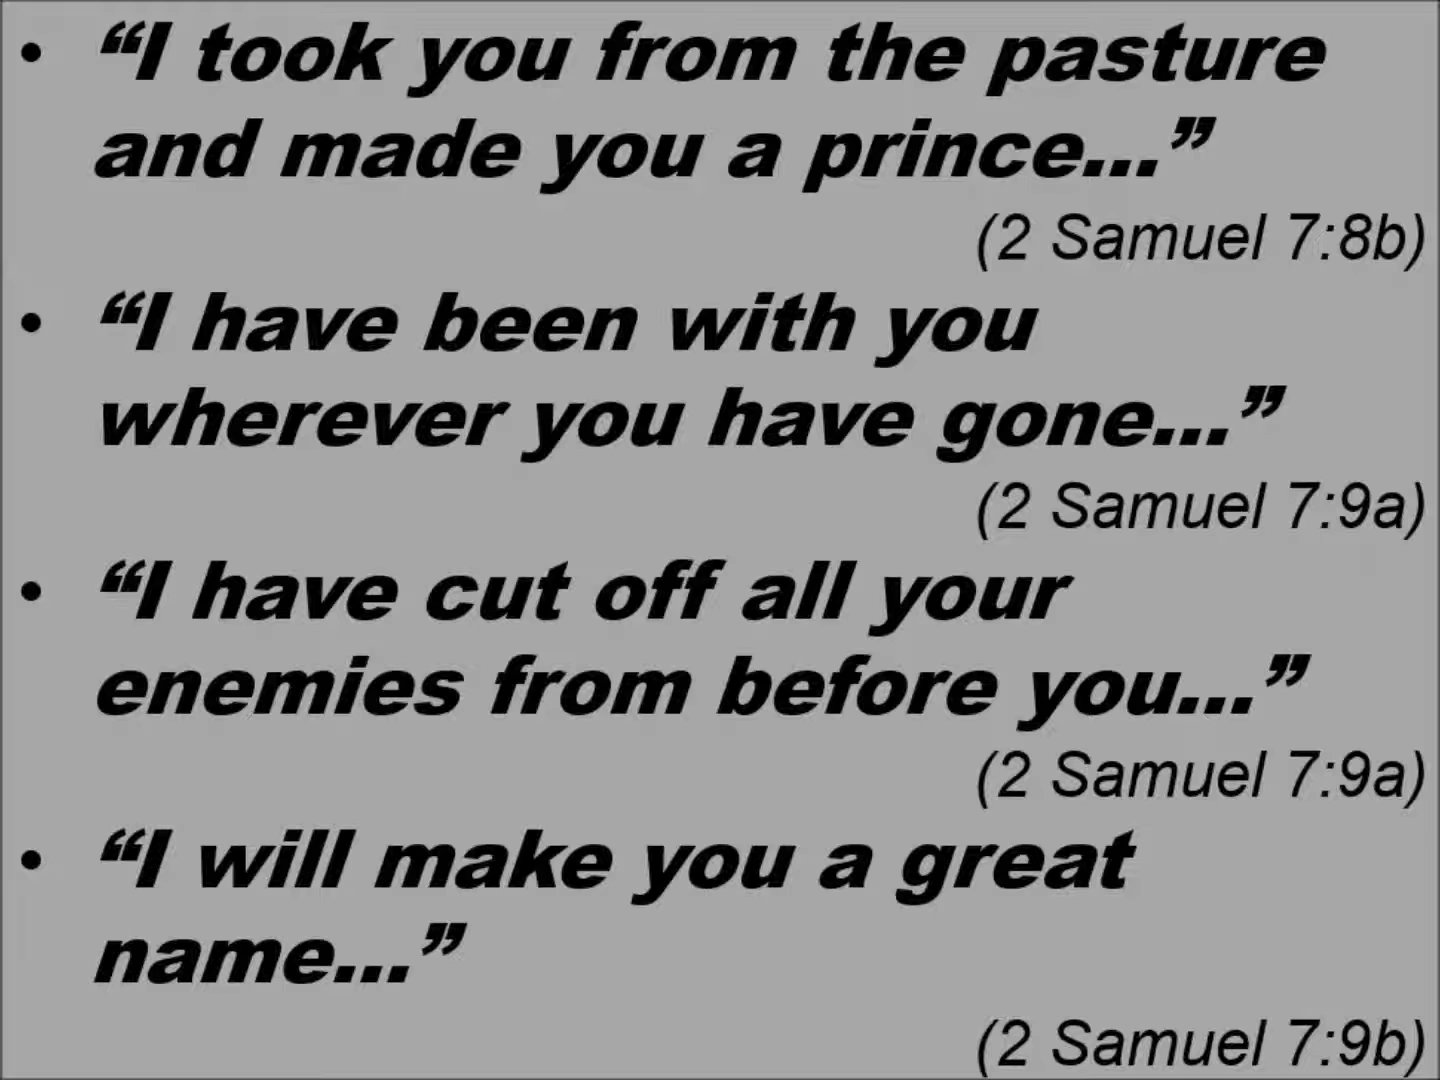 • “I took you from the pasture
and made you a prince...”
(2 Samuel 7:8b)
• “I have been with you
wherever you have gone...”
(2 Samuel 7:9a)
• “I have cut off all your
enemies from before you...”
(2 Samuel 7:9a)
• “I will make you a great
name...”
(2 Samuel 7:9b)